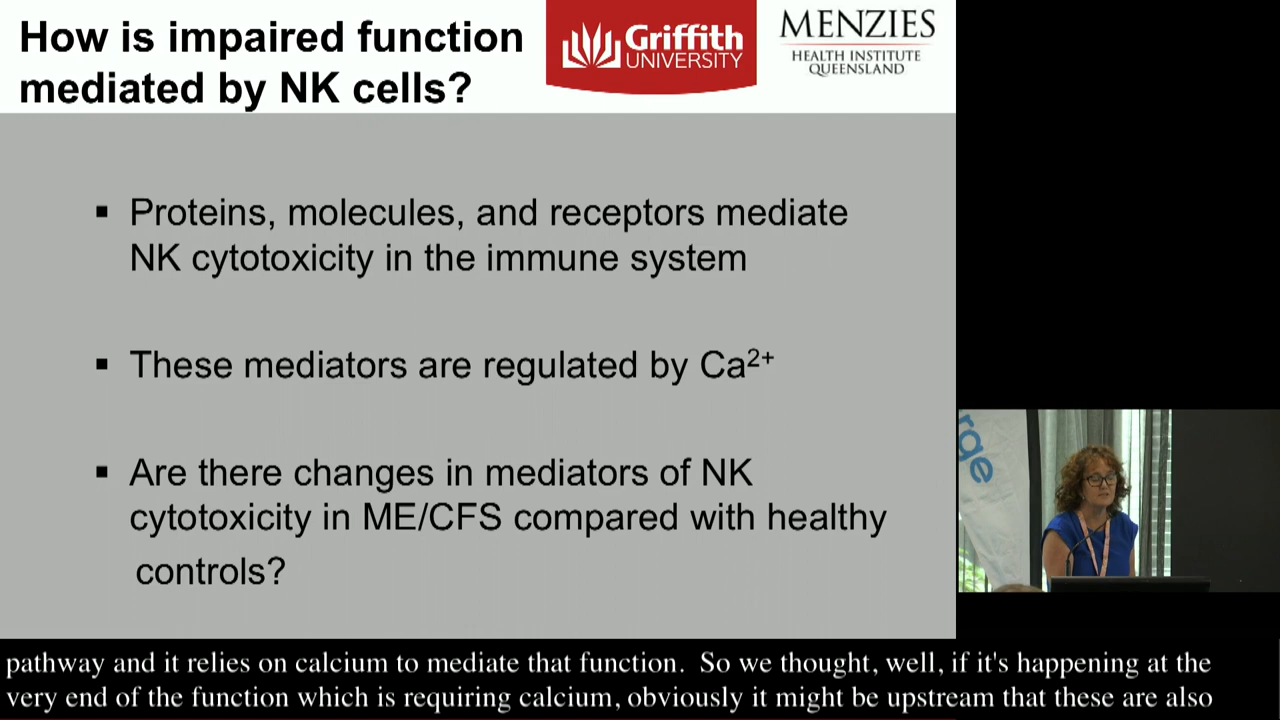 How is impaired function
mediated by NK cells?
Griffith
UNIVERSITY
MENZIES
HEALTH INSTITUTE
QUEENSLAND
▪ Proteins, molecules, and receptors mediate
NK cytotoxicity in the immune system
▪ These mediators are regulated by Ca²⁺
▪ Are there changes in mediators of NK
cytotoxicity in ME/CFS compared with healthy
controls?
rge
pathway and it relies on calcium to mediate that function.  So we thought, well, if it's happening at the
very end of the function which is requiring calcium, obviously it might be upstream that these are also